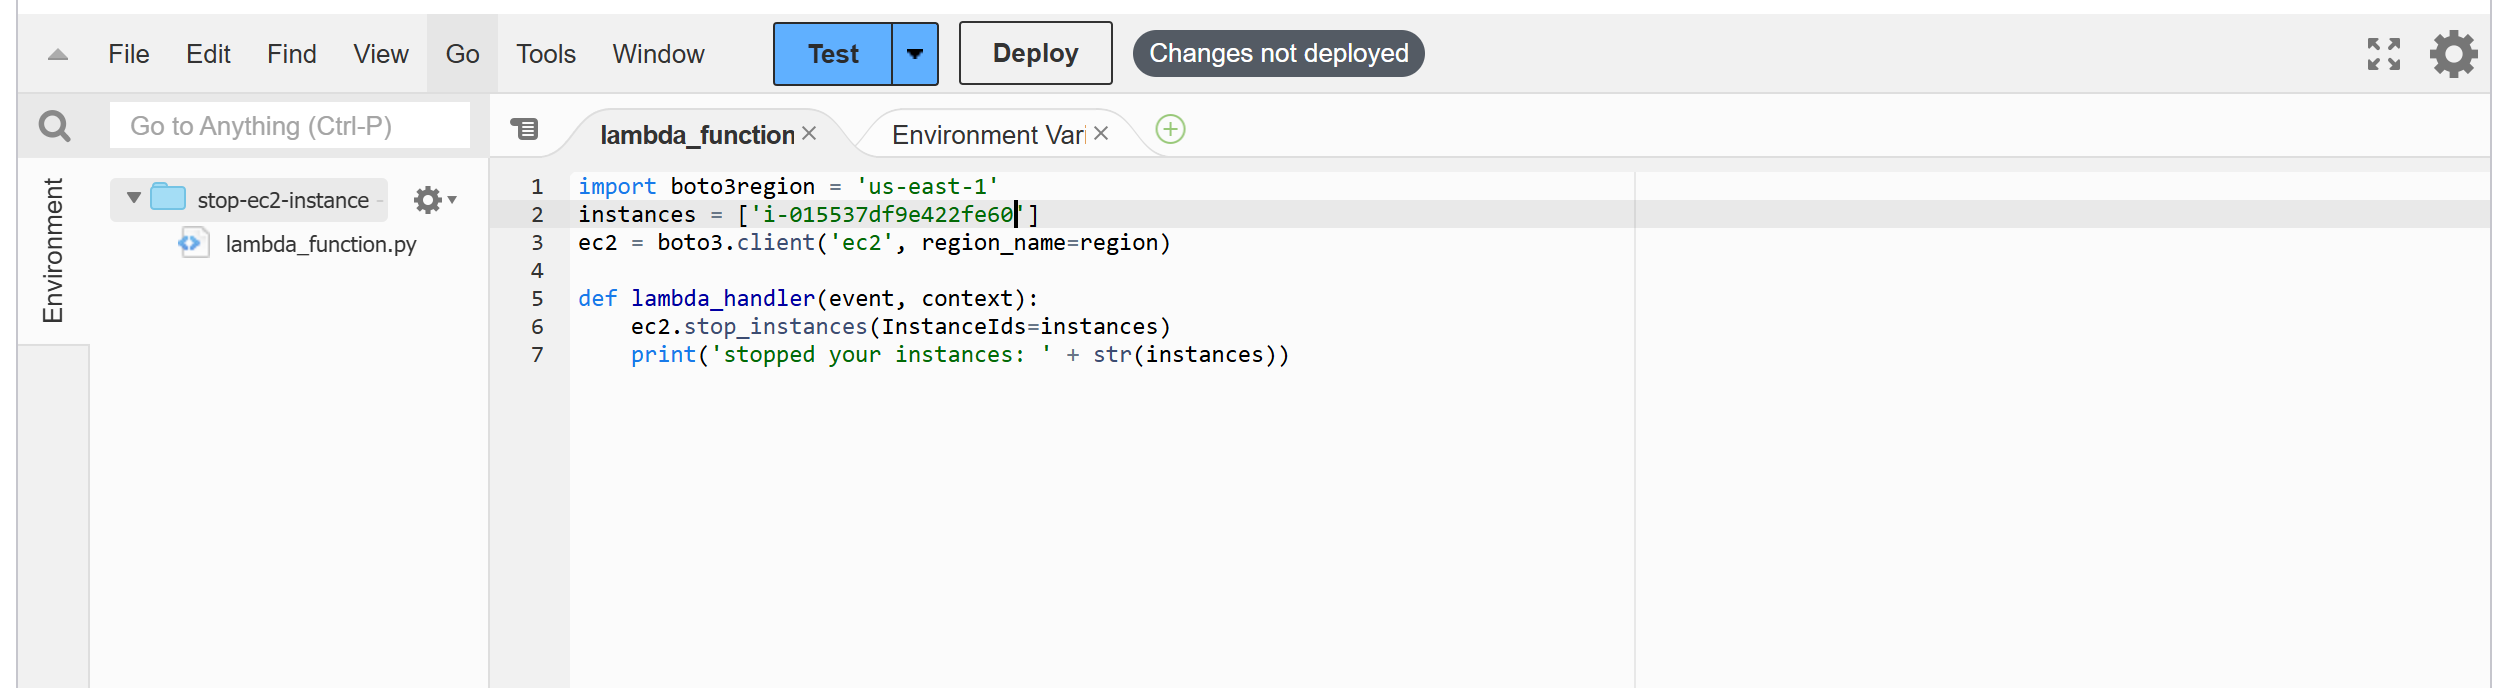 File Edit Find View Go Tools Window Test Deploy Changes not deployed
Go to Anything (Ctrl-P)
lambda_function Environment Vari
Environment
stop-ec2-instance -
lambda_function.py
1 import boto3region = 'us-east-1'
2 instances = ['i-015537df9e422fe60']
3 ec2 = boto3.client('ec2', region_name=region)
4
5 def lambda_handler(event, context):
6 ec2.stop_instances(InstanceIds=instances)
7 print('stopped your instances: ' + str(instances))